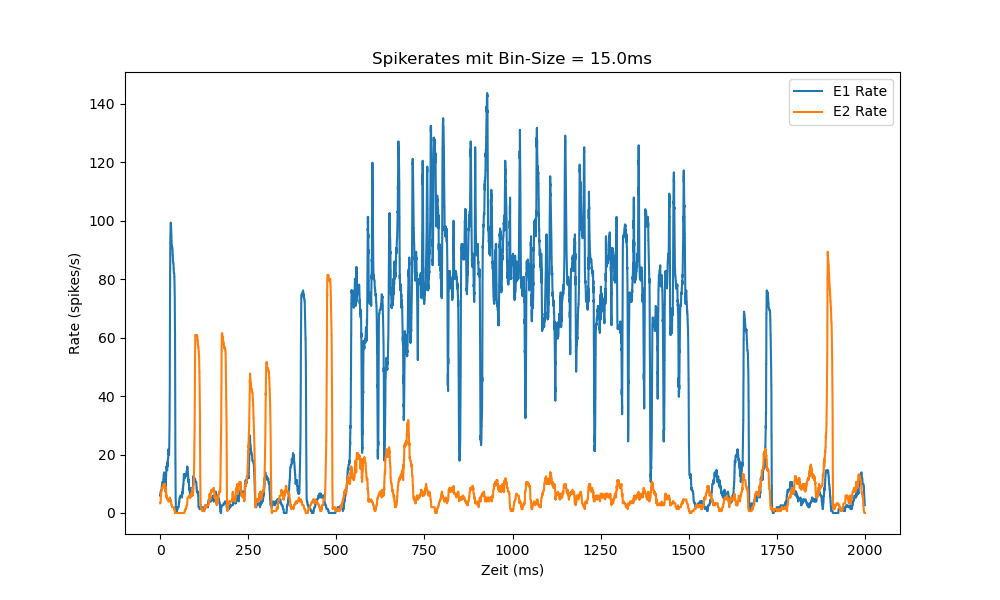 Spikerates mit Bin-Size = 15.0ms
E1 Rate
E2 Rate
Rate (spikes/s)
140
120
100
80
60
40
20
0
0 250 500 750 1000 1250 1500 1750 2000
Zeit (ms)